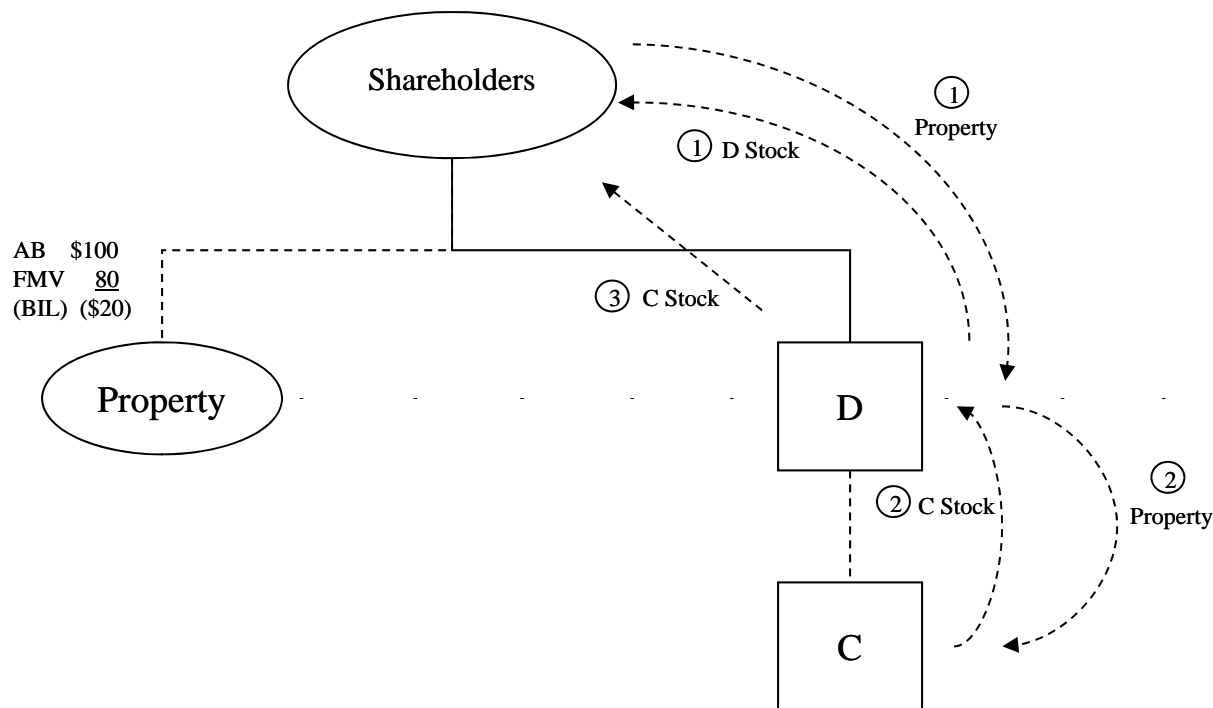 Shareholders
① 
Property
① D Stock
AB $100
FMV 80
(BIL) ($20)
③ C Stock
Property
D
② C Stock
②
Property
C